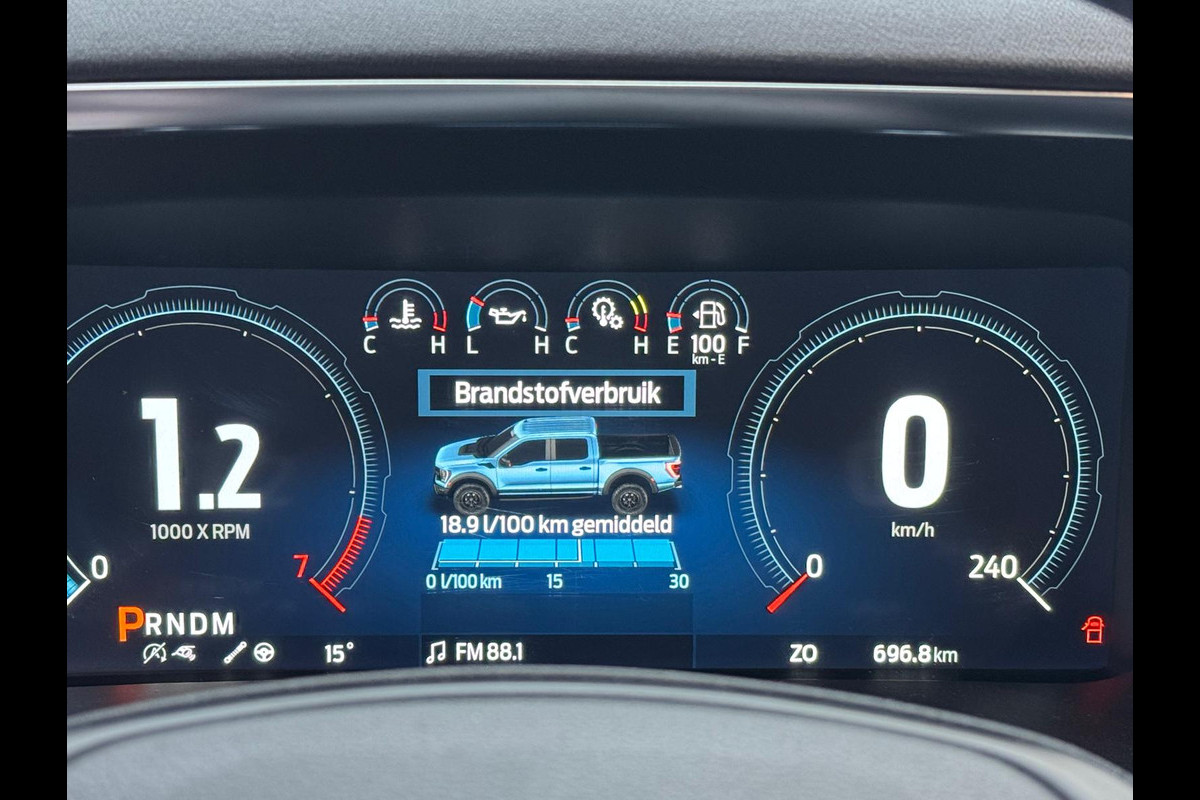 C H L H C H E 100 F
km - E
Brandstofverbruik
1.2
1000 X RPM
0
7
18.9 l/100 km gemiddeld
0 l/100 km 15 30
0
km/h
0
240
PRNDM
15°
FM 88.1
ZO
696.8 km